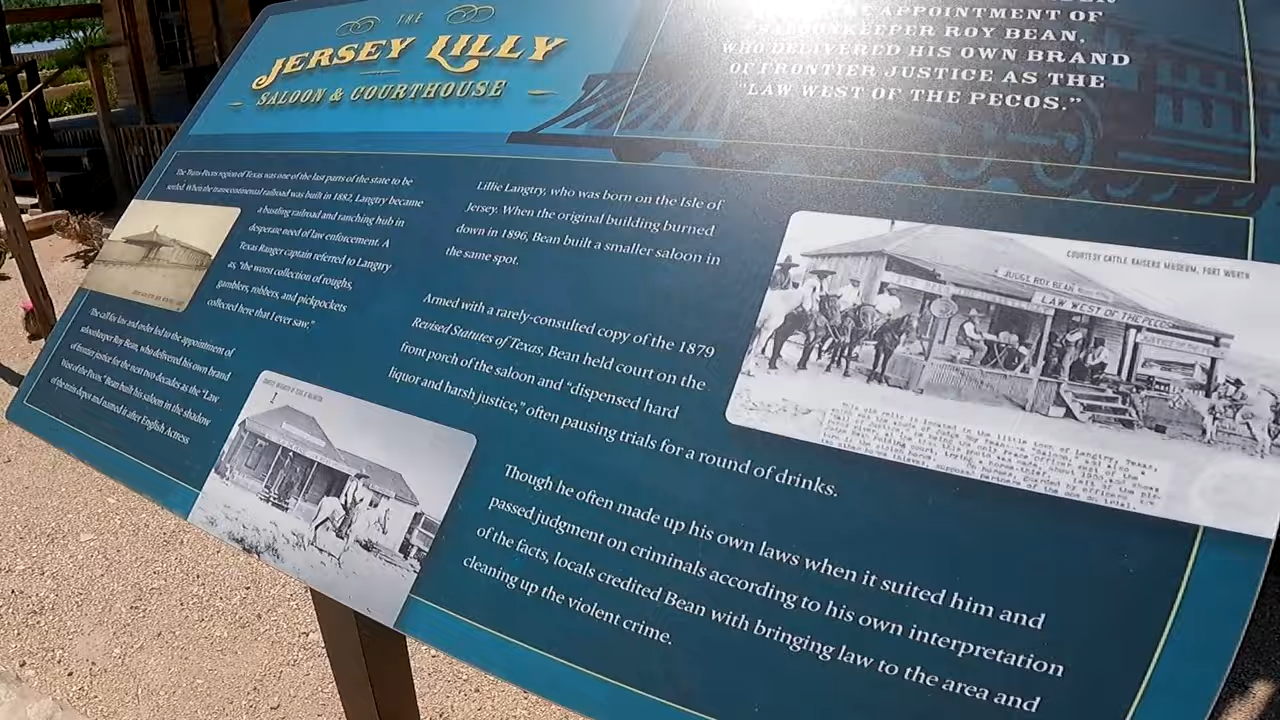 THE
JERSEY LILLY
SALOON & COURTHOUSE
APPOINTMENT OF
SALOONKEEPER ROY BEAN,
WHO DELIVERED HIS OWN BRAND
OF FRONTIER JUSTICE AS THE
"LAW WEST OF THE PECOS."
The Trans-Pecos region of Texas was one of the last parts of the state to be
settled. When the transcontinental railroad was built in 1882, Langtry became
a bustling railroad and ranching hub in
desperate need of law enforcement. A
Texas Ranger captain referred to Langtry
as, "the worst collection of roughs,
gamblers, robbers, and pickpockets
collected here that I ever saw."
The call for law and order led to the appointment of
saloonkeeper Roy Bean, who delivered his own brand
of frontier justice for the next two decades as the "Law
West of the Pecos." Bean built his saloon in the shadow
of the train depot and named it after English Actress
Lillie Langtry, who was born on the Isle of
Jersey. When the original building burned
down in 1896, Bean built a smaller saloon in
the same spot.
Armed with a rarely-consulted copy of the 1879
Revised Statutes of Texas, Bean held court on the
front porch of the saloon and "dispensed hard
liquor and harsh justice," often pausing trials for a round of drinks.
Though he often made up his own laws when it suited him and
passed judgment on criminals according to his own interpretation
of the facts, locals credited Bean with bringing law to the area and
cleaning up the violent crime.
COURTESY CATTLE RAISERS MUSEUM, FORT WORTH
JUDGE ROY BEAN
LAW WEST OF THE PECOS